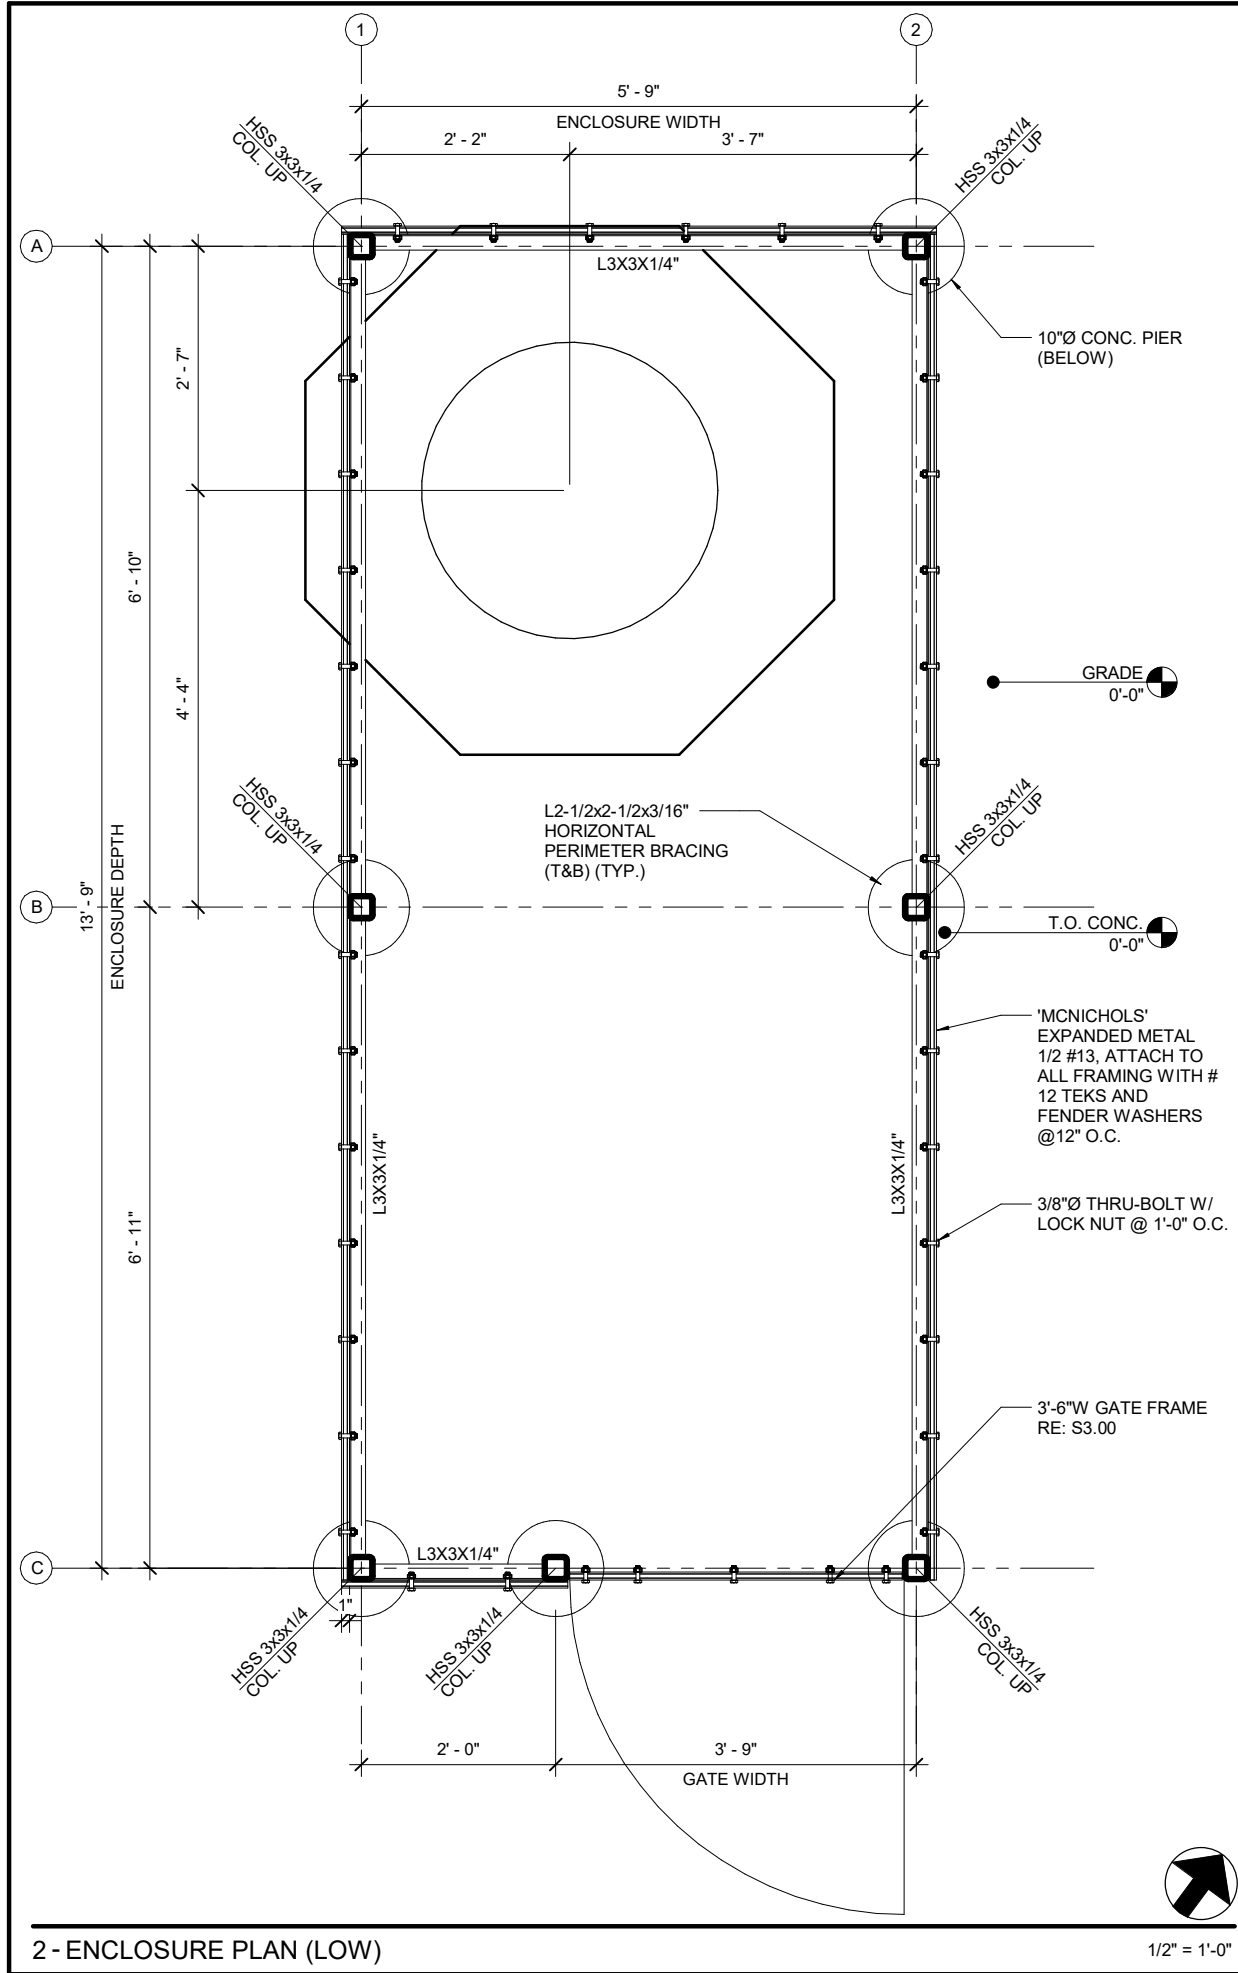 1
2
5' - 9"
ENCLOSURE WIDTH
2' - 2"
3' - 7"
HSS 3x3x1/4
COL. UP
HSS 3x3x1/4
COL. UP
A
L3X3X1/4"
10"Ø CONC. PIER
(BELOW)
2' - 7"
6' - 10"
4' - 4"
GRADE
0'-0"
HSS 3x3x1/4
COL. UP
L2-1/2x2-1/2x3/16"
HORIZONTAL
PERIMETER BRACING
(T&B) (TYP.)
HSS 3x3x1/4
COL. UP
B
13' - 9"
ENCLOSURE DEPTH
T.O. CONC.
0'-0"
'MCNICHOLS'
EXPANDED METAL
1/2 #13, ATTACH TO
ALL FRAMING WITH #
12 TEKS AND
FENDER WASHERS
@12" O.C.
L3X3X1/4"
L3X3X1/4"
6' - 11"
3/8"Ø THRU-BOLT W/
LOCK NUT @ 1'-0" O.C.
3'-6"W GATE FRAME
RE: S3.00
C
L3X3X1/4"
1"
HSS 3x3x1/4
COL. UP
HSS 3x3x1/4
COL. UP
HSS 3x3x1/4
COL. UP
2' - 0"
3' - 9"
GATE WIDTH
2 - ENCLOSURE PLAN (LOW)
1/2" = 1'-0"